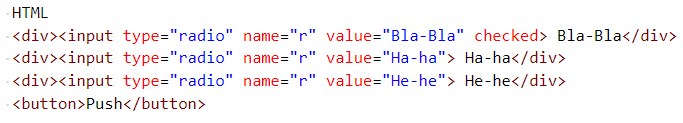 HTML
<div><input type="radio" name="r" value="Bla-Bla" checked> Bla-Bla</div>
<div><input type="radio" name="r" value="Ha-ha"> Ha-ha</div>
<div><input type="radio" name="r" value="He-he"> He-he</div>
<button>Push</button>